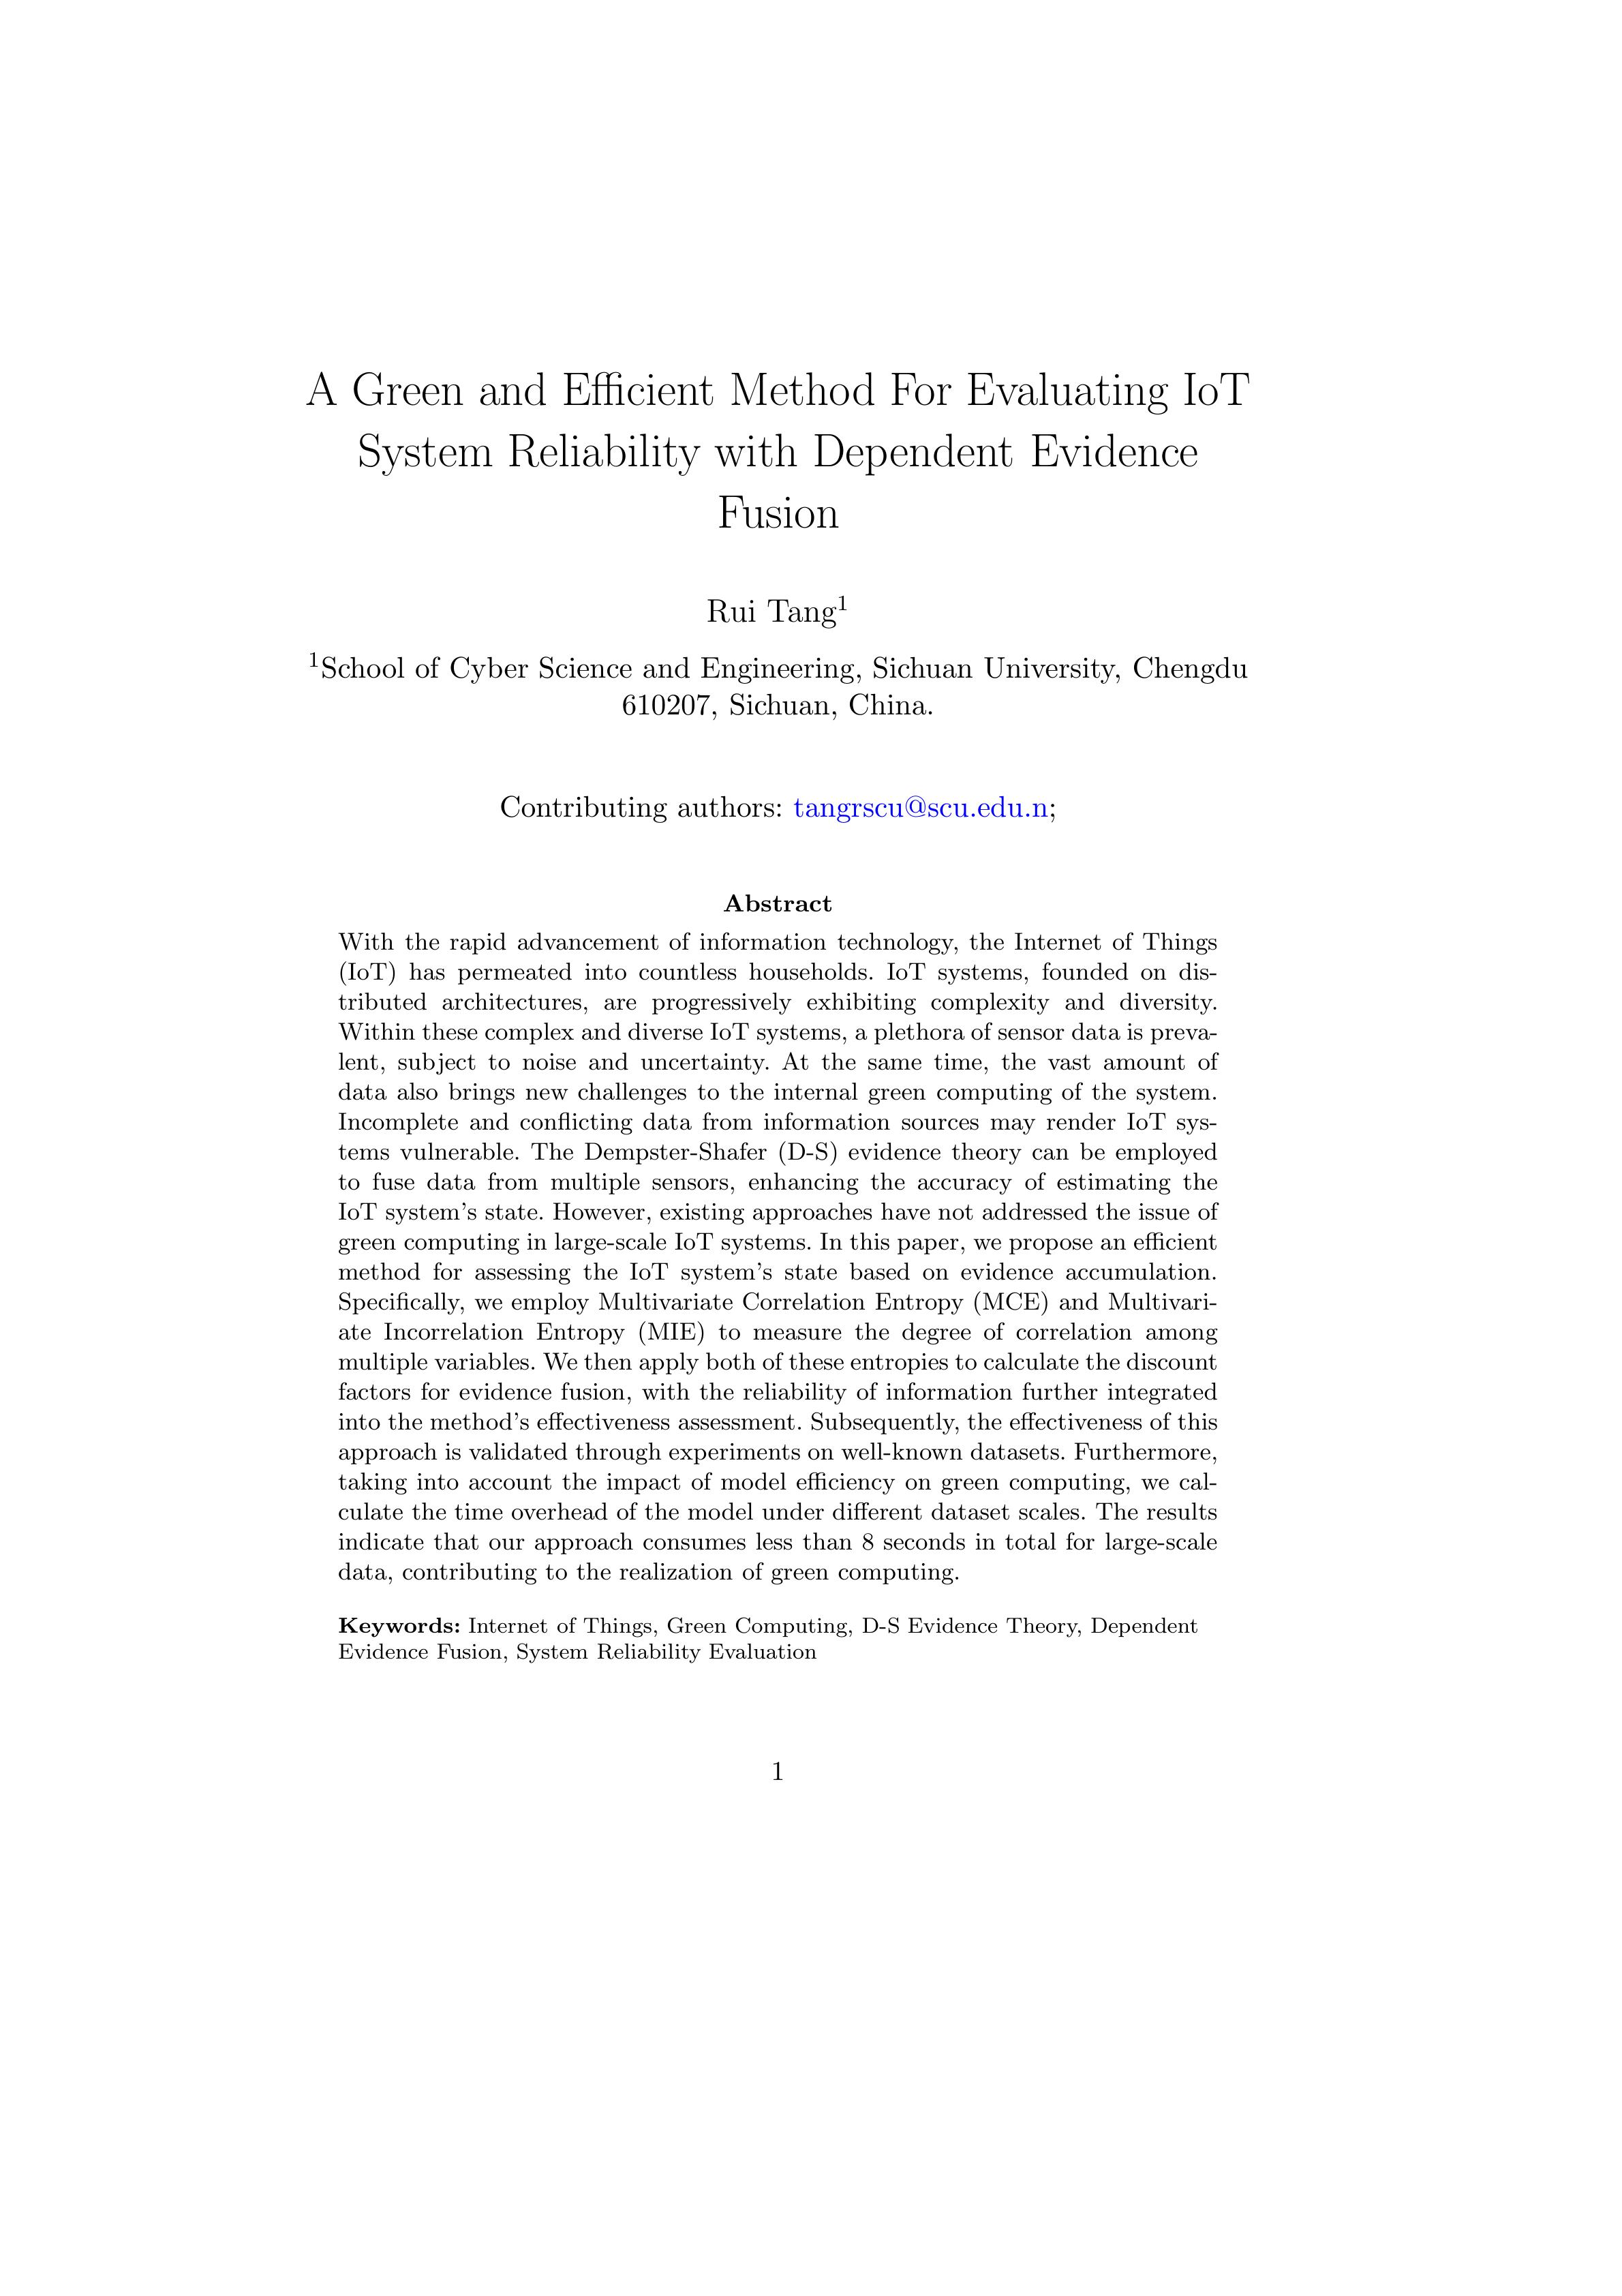 A Green and Efficient Method For Evaluating IoT
System Reliability with Dependent Evidence
Fusion
Rui Tang1
1School of Cyber Science and Engineering, Sichuan University, Chengdu
610207, Sichuan, China.
Contributing authors: tangrscu@scu.edu.n;
Abstract
With the rapid advancement of information technology, the Internet of Things
(IoT) has permeated into countless households. IoT systems, founded on dis-
tributed architectures, are progressively exhibiting complexity and diversity.
Within these complex and diverse IoT systems, a plethora of sensor data is preva-
lent, subject to noise and uncertainty. At the same time, the vast amount of
data also brings new challenges to the internal green computing of the system.
Incomplete and conflicting data from information sources may render IoT sys-
tems vulnerable. The Dempster-Shafer (D-S) evidence theory can be employed
to fuse data from multiple sensors, enhancing the accuracy of estimating the
IoT system's state. However, existing approaches have not addressed the issue of
green computing in large-scale IoT systems. In this paper, we propose an efficient
method for assessing the IoT system's state based on evidence accumulation.
Specifically, we employ Multivariate Correlation Entropy (MCE) and Multivari-
ate Incorrelation Entropy (MIE) to measure the degree of correlation among
multiple variables. We then apply both of these entropies to calculate the discount
factors for evidence fusion, with the reliability of information further integrated
into the method's effectiveness assessment. Subsequently, the effectiveness of this
approach is validated through experiments on well-known datasets. Furthermore,
taking into account the impact of model efficiency on green computing, we cal-
culate the time overhead of the model under different dataset scales. The results
indicate that our approach consumes less than 8 seconds in total for large-scale
data, contributing to the realization of green computing.
Keywords: Internet of Things, Green Computing, D-S Evidence Theory, Dependent
Evidence Fusion, System Reliability Evaluation
1